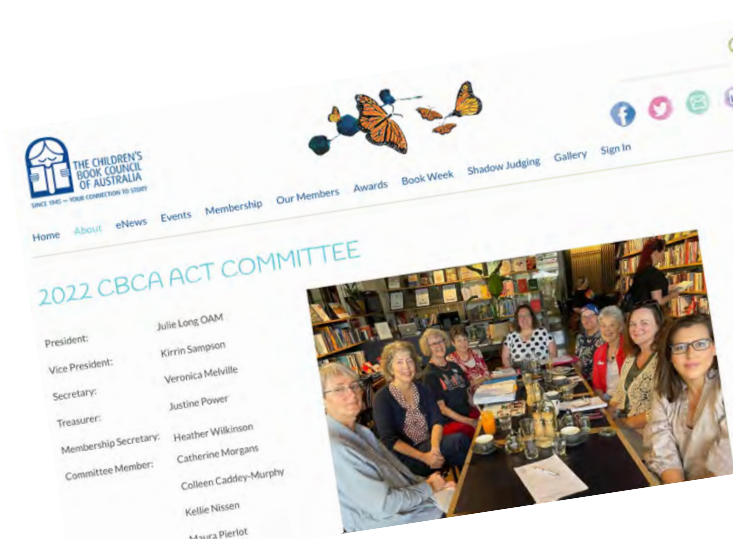 THE CHILDREN'S
BOOK COUNCIL
OF AUSTRALIA
SINCE 1945 — YOUR CONNECTION TO STORY
Home About eNews Events Membership Our Members Awards Book Week Shadow Judging Gallery Sign In
2022 CBCA ACT COMMITTEE
President: Julie Long OAM
Vice President: Kirrin Sampson
Secretary: Veronica Melville
Treasurer: Justine Power
Membership Secretary: Heather Wilkinson
Committee Member: Catherine Morgans
Colleen Caddey-Murphy
Kellie Nissen
Maura Pierlot